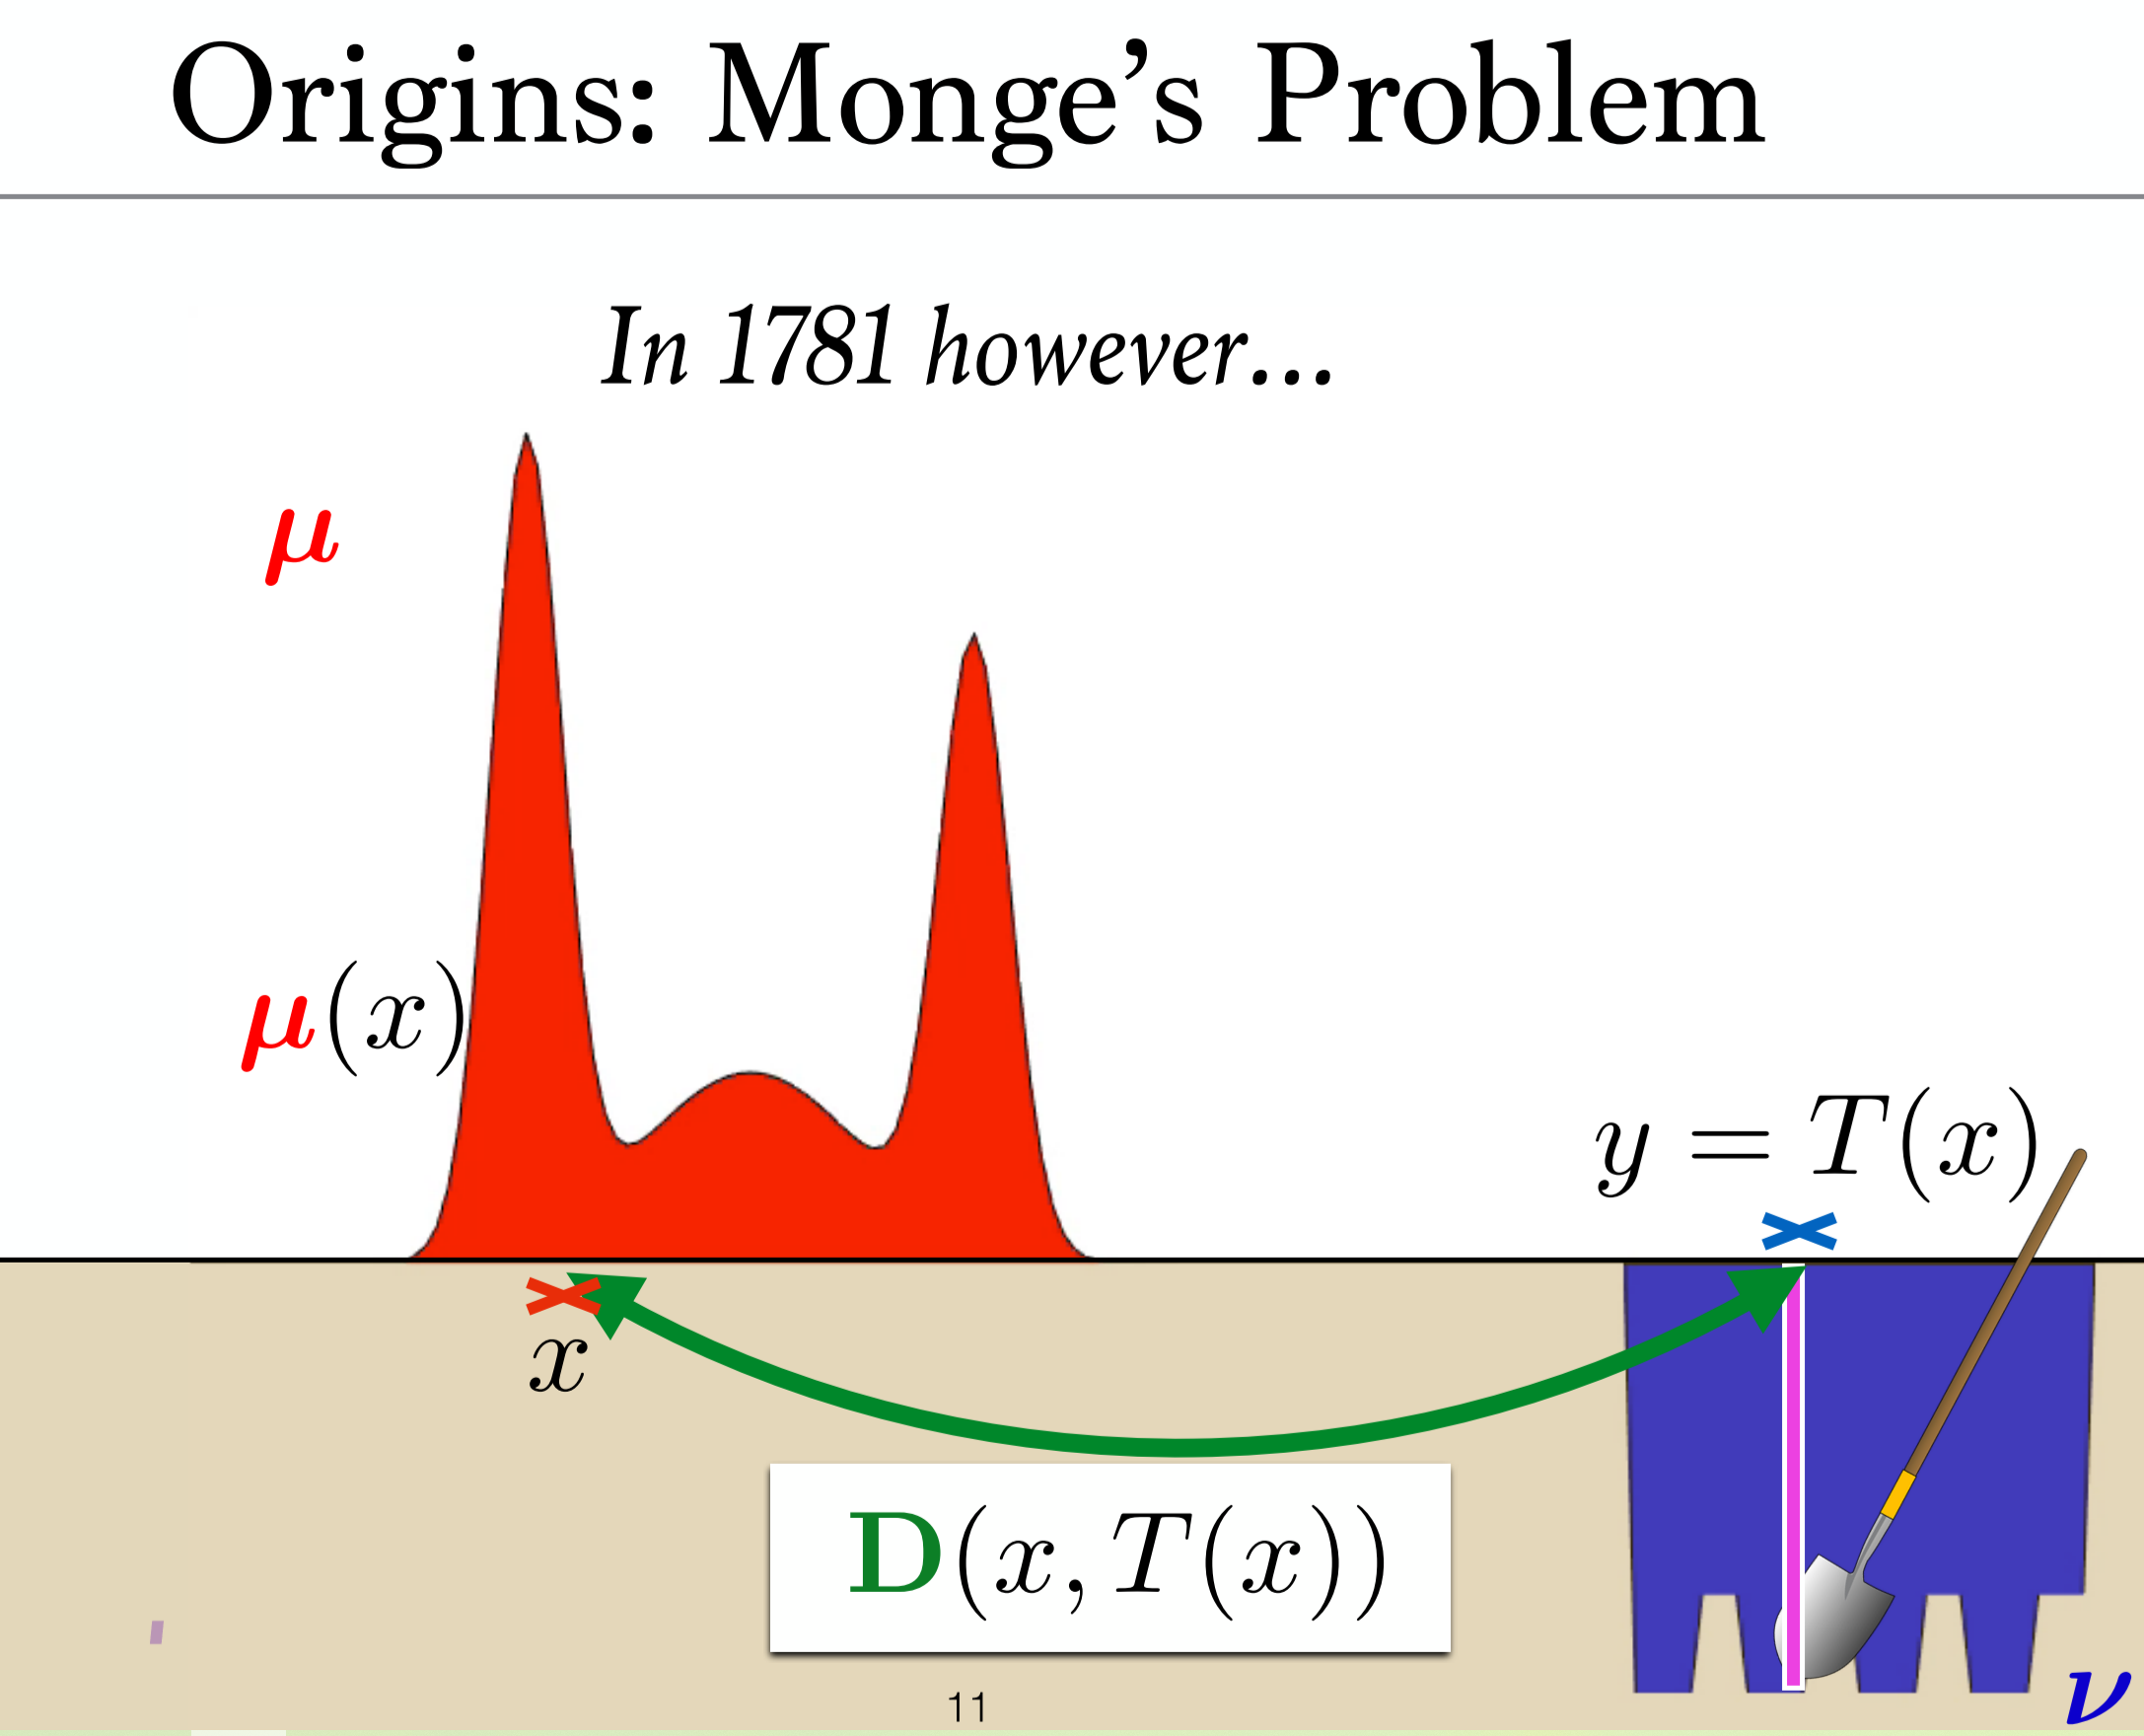 Origins: Monge's Problem
In 1781 however...
μ
μ(x)
y = T(x)
x
D(x, T(x))
11
ν